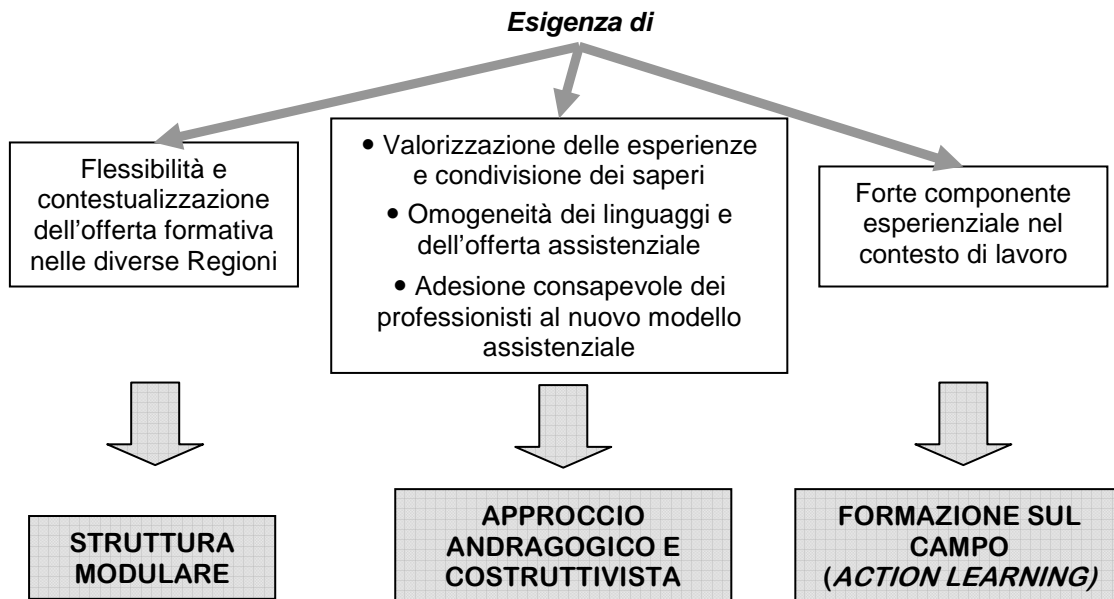 Esigenza di
Flessibilità e
contestualizzazione
dell’offerta formativa
nelle diverse Regioni
• Valorizzazione delle esperienze
e condivisione dei saperi
• Omogeneità dei linguaggi e
dell’offerta assistenziale
• Adesione consapevole dei
professionisti al nuovo modello
assistenziale
Forte componente
esperienziale nel
contesto di lavoro
STRUTTURA
MODULARE
APPROCCIO
ANDRAGOGICO E
COSTRUTTIVISTA
FORMAZIONE SUL
CAMPO
(ACTION LEARNING)